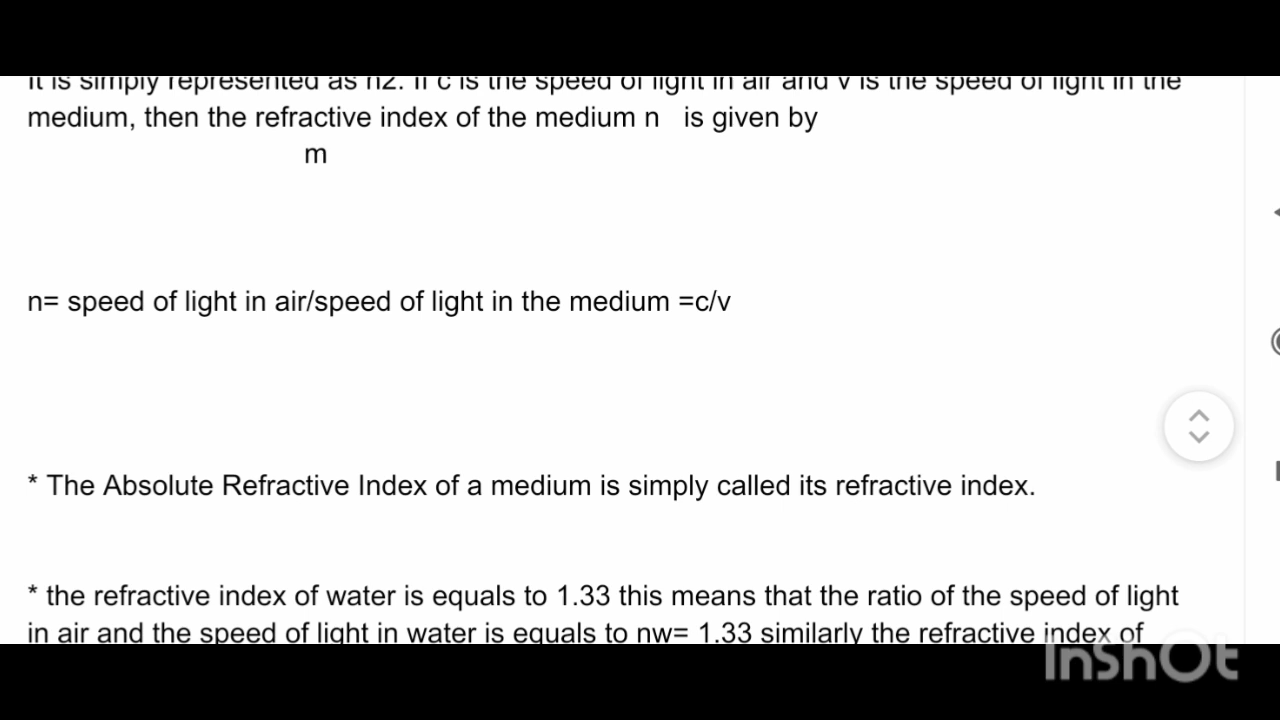 It is simply represented as n2. If c is the speed of light in air and v is the speed of light in the
medium, then the refractive index of the medium n is given by
m
n= speed of light in air/speed of light in the medium =c/v
* The Absolute Refractive Index of a medium is simply called its refractive index.
* the refractive index of water is equals to 1.33 this means that the ratio of the speed of light
in air and the speed of light in water is equals to nw= 1.33 similarly the refractive index of
InShOt